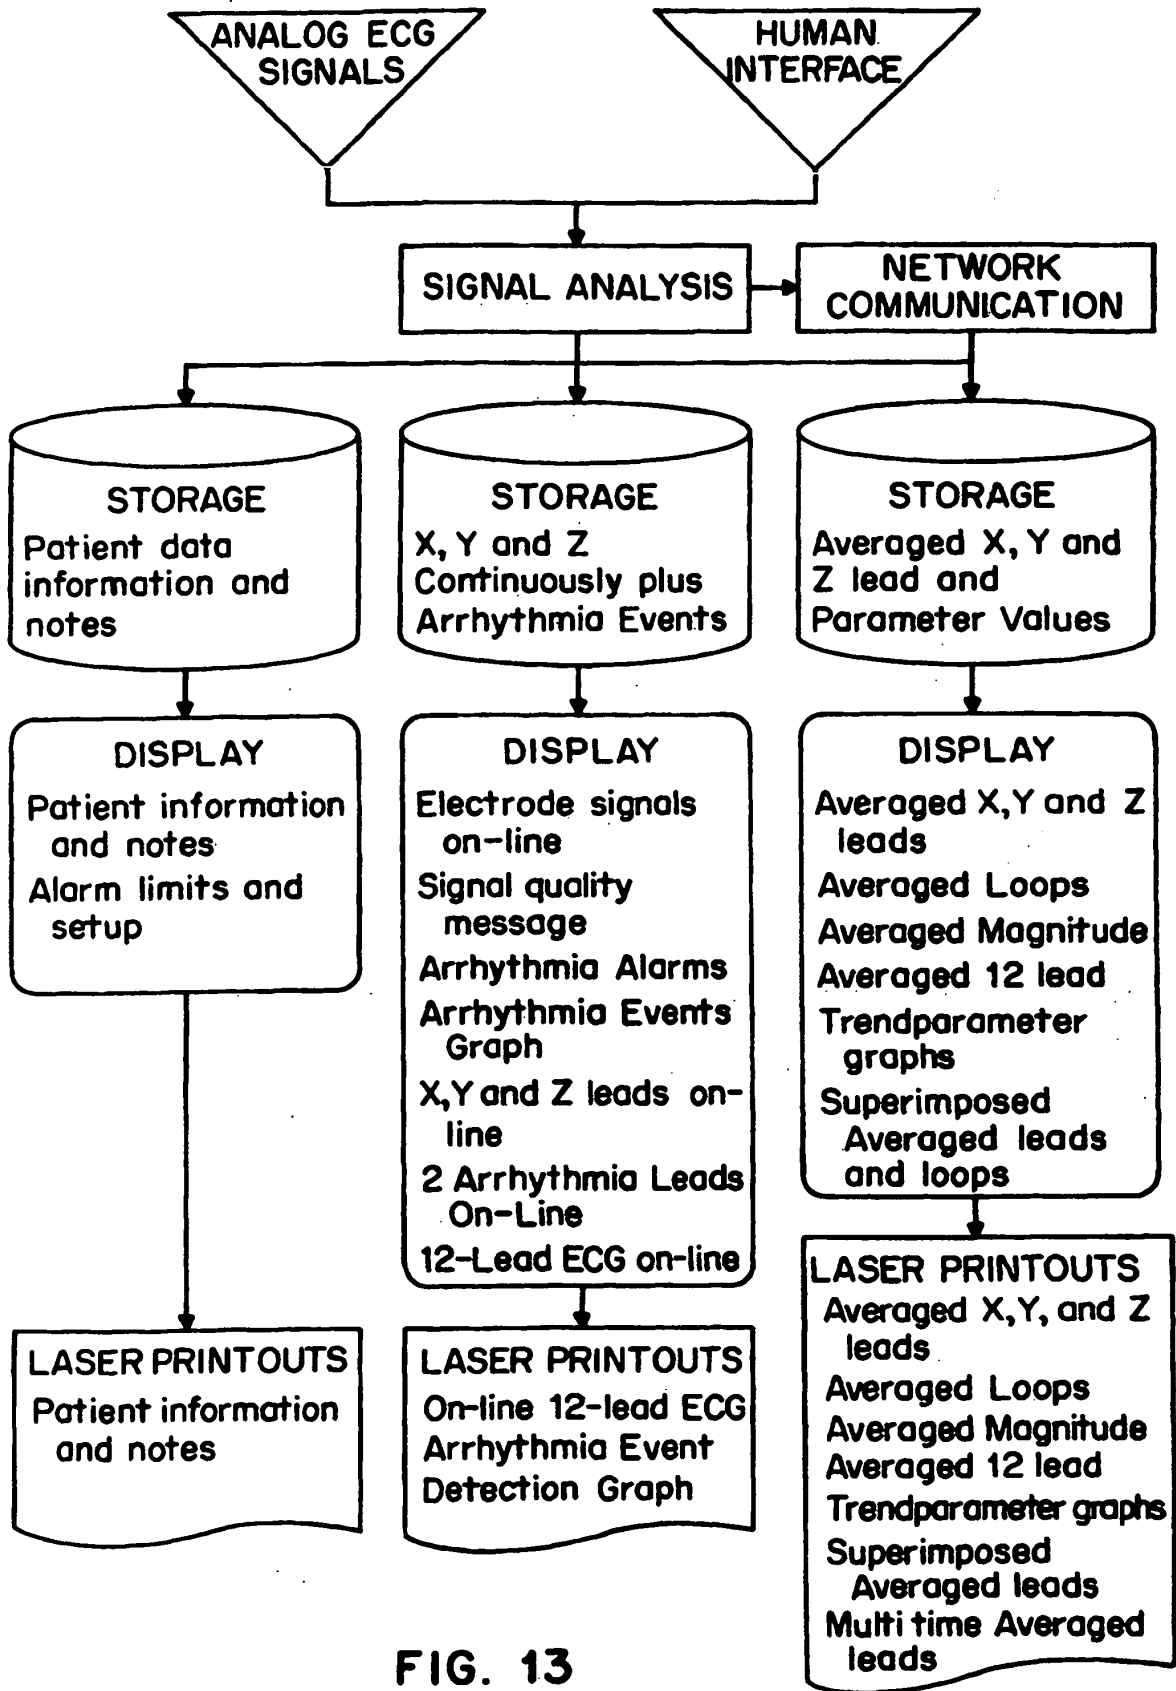 ANALOG ECG
SIGNALS
HUMAN
INTERFACE
SIGNAL ANALYSIS
NETWORK
COMMUNICATION
STORAGE
Patient data
information and
notes
STORAGE
X, Y and Z
Continuously plus
Arrhythmia Events
STORAGE
Averaged X, Y and
Z lead and
Parameter Values
DISPLAY
Patient information
and notes
Alarm limits and
setup
DISPLAY
Electrode signals
on-line
Signal quality
message
Arrhythmia Alarms
Arrhythmia Events
Graph
X,Y and Z leads on-
line
2 Arrhythmia Leads
On-Line
12-Lead ECG on-line
DISPLAY
Averaged X,Y and Z
leads
Averaged Loops
Averaged Magnitude
Averaged 12 lead
Trendparameter
graphs
Superimposed
Averaged leads
and loops
LASER PRINTOUTS
Patient information
and notes
LASER PRINTOUTS
On-line 12-lead ECG
Arrhythmia Event
Detection Graph
LASER PRINTOUTS
Averaged X,Y, and Z
leads
Averaged Loops
Averaged Magnitude
Averaged 12 lead
Trendparameter graphs
Superimposed
Averaged leads
Multi time Averaged
leads
FIG. 13